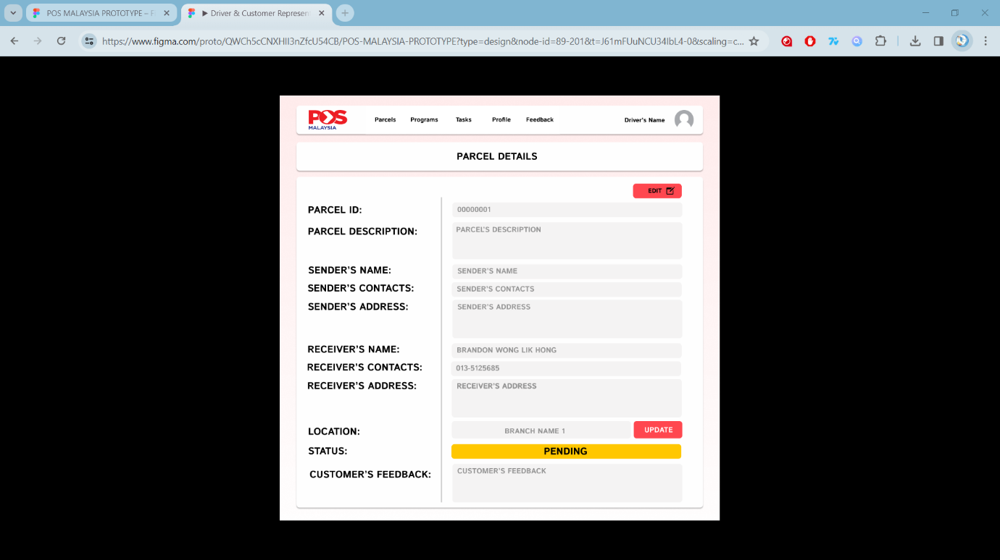 POS MALAYSIA PROTOTYPE – F
▶ Driver & Customer Represen
https://www.figma.com/proto/QWCh5cCNXHII3nZfcU54CB/POS-MALAYSIA-PROTOTYPE?type=design&node-id=89-201&t=J61mFUuNCU34IbL4-0&scaling=c...
POS
MALAYSIA
Parcels Programs Tasks Profile Feedback Driver's Name
PARCEL DETAILS
EDIT
PARCEL ID: 00000001
PARCEL DESCRIPTION: PARCEL'S DESCRIPTION
SENDER'S NAME: SENDER'S NAME
SENDER'S CONTACTS: SENDER'S CONTACTS
SENDER'S ADDRESS: SENDER'S ADDRESS
RECEIVER'S NAME: BRANDON WONG LIK HONG
RECEIVER'S CONTACTS: 013-5125685
RECEIVER'S ADDRESS: RECEIVER'S ADDRESS
LOCATION: BRANCH NAME 1 UPDATE
STATUS: PENDING
CUSTOMER'S FEEDBACK: CUSTOMER'S FEEDBACK